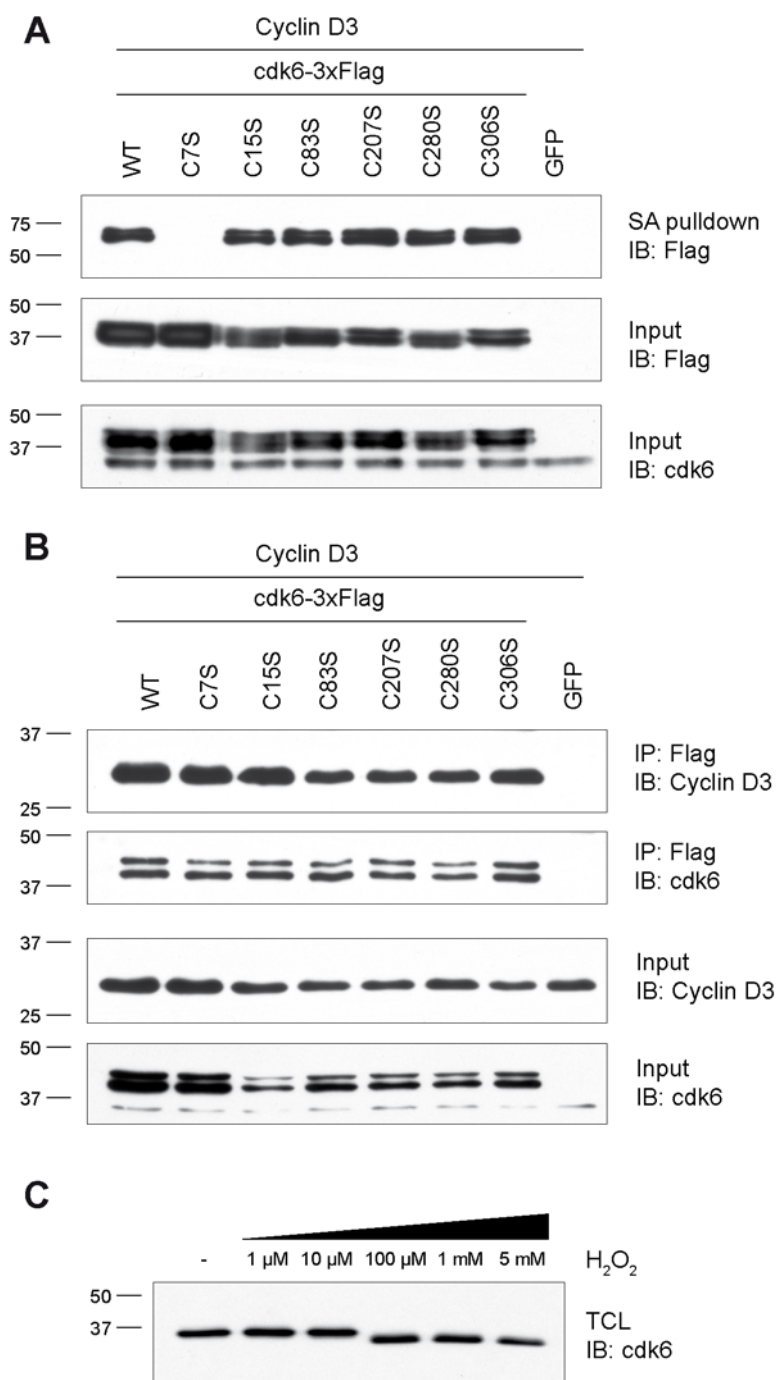 A
Cyclin D3
cdk6-3xFlag
WT C7S C15S C83S C207S C280S C306S GFP
75
50
SA pulldown
IB: Flag
50
37
Input
IB: Flag
50
37
Input
IB: cdk6
B
Cyclin D3
cdk6-3xFlag
WT C7S C15S C83S C207S C280S C306S GFP
37
25
IP: Flag
IB: Cyclin D3
50
37
IP: Flag
IB: cdk6
37
25
Input
IB: Cyclin D3
50
37
Input
IB: cdk6
C
- 1 µM 10 µM 100 µM 1 mM 5 mM H₂O₂
50
37
TCL
IB: cdk6